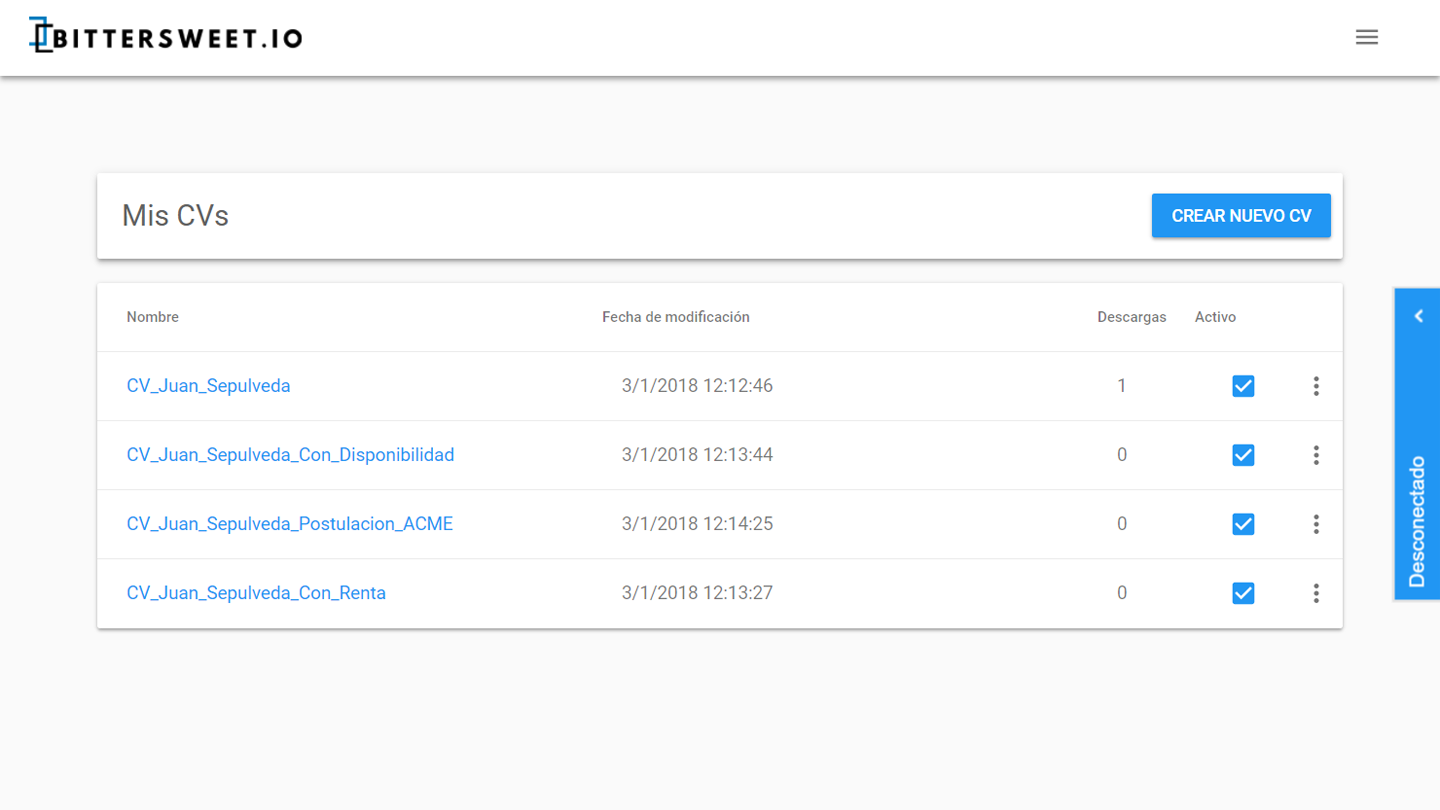 BITTERSWEET.IO
Mis CVs
CREAR NUEVO CV
Nombre Fecha de modificación Descargas Activo
CV_Juan_Sepulveda 3/1/2018 12:12:46 1
CV_Juan_Sepulveda_Con_Disponibilidad 3/1/2018 12:13:44 0
CV_Juan_Sepulveda_Postulacion_ACME 3/1/2018 12:14:25 0
CV_Juan_Sepulveda_Con_Renta 3/1/2018 12:13:27 0
Desconectado